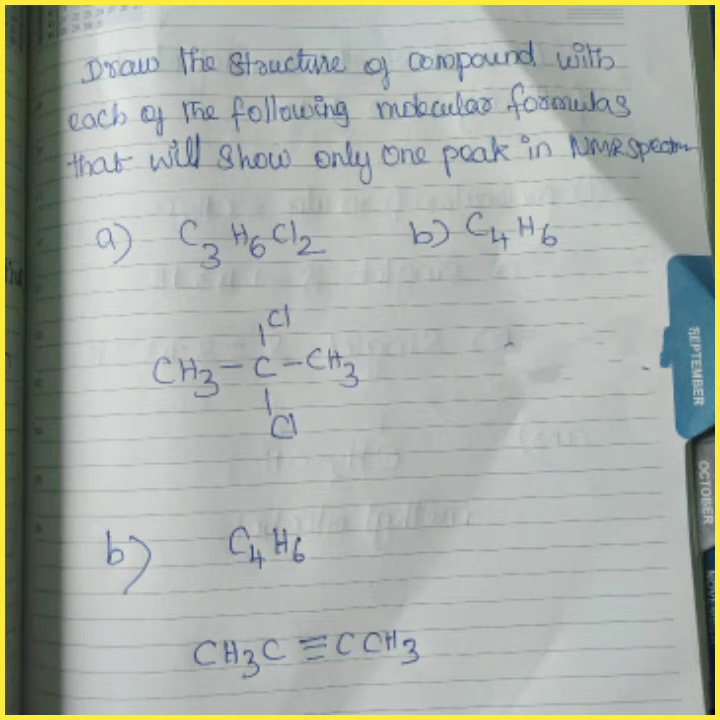 Draw the structure of compound with
each of the following molecular formulas
that will show only one peak in NMR spectrum
a) C3H6Cl2 b) C4H6
Cl
CH3-C-CH3
Cl
b) C4H6
CH3C≡CCH3
SEPTEMBER
OCTOBER